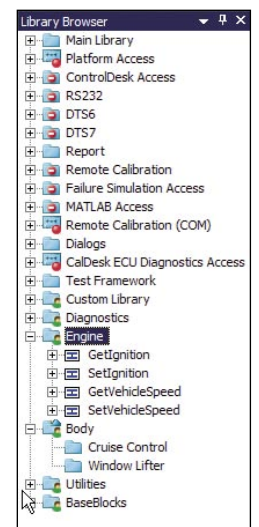 Library Browser
Main Library
Platform Access
ControlDesk Access
RS232
DTS6
DTS7
Report
Remote Calibration
Failure Simulation Access
MATLAB Access
Remote Calibration (COM)
Dialogs
CalDesk ECU Diagnostics Access
Test Framework
Custom Library
Diagnostics
Engine
GetIgnition
SetIgnition
GetVehicleSpeed
SetVehicleSpeed
Body
Cruise Control
Window Lifter
Utilities
BaseBlocks